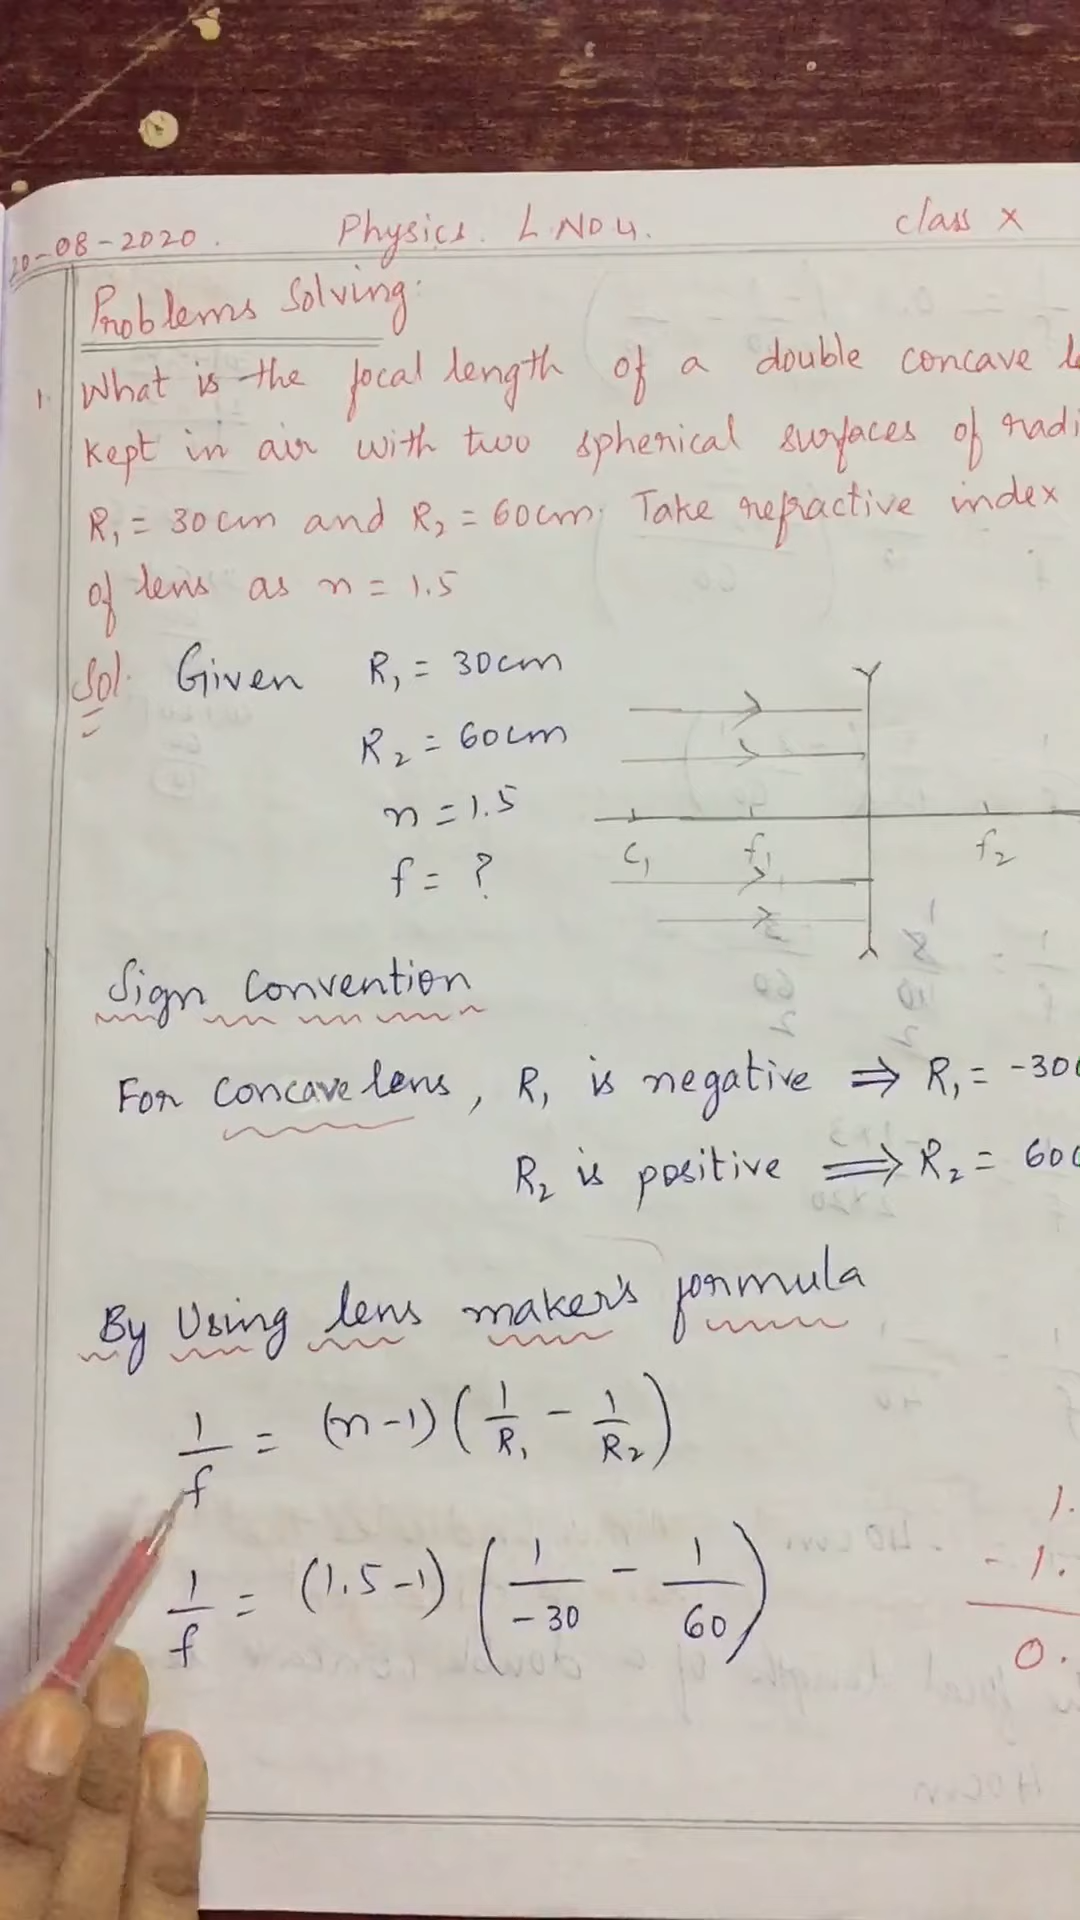 20-08-2020. Physics. L.NO 4. class X
Problems Solving:
1. What is the focal length of a double concave le
kept in air with two spherical surfaces of radi
R₁ = 30cm and R₂ = 60cm. Take refractive index
of lens as n = 1.5
Sol. Given R₁ = 30cm
R₂ = 60cm
n = 1.5
f = ?
C₁ f₁ f₂
Sign convention
For concave lens, R₁ is negative ⇒ R₁ = -30
R₂ is positive ⇒ R₂ = 60
By Using lens maker's formula
1/f = (n-1) (1/R₁ - 1/R₂)
1/f = (1.5-1) (1/-30 - 1/60)
1.
-1.
0.